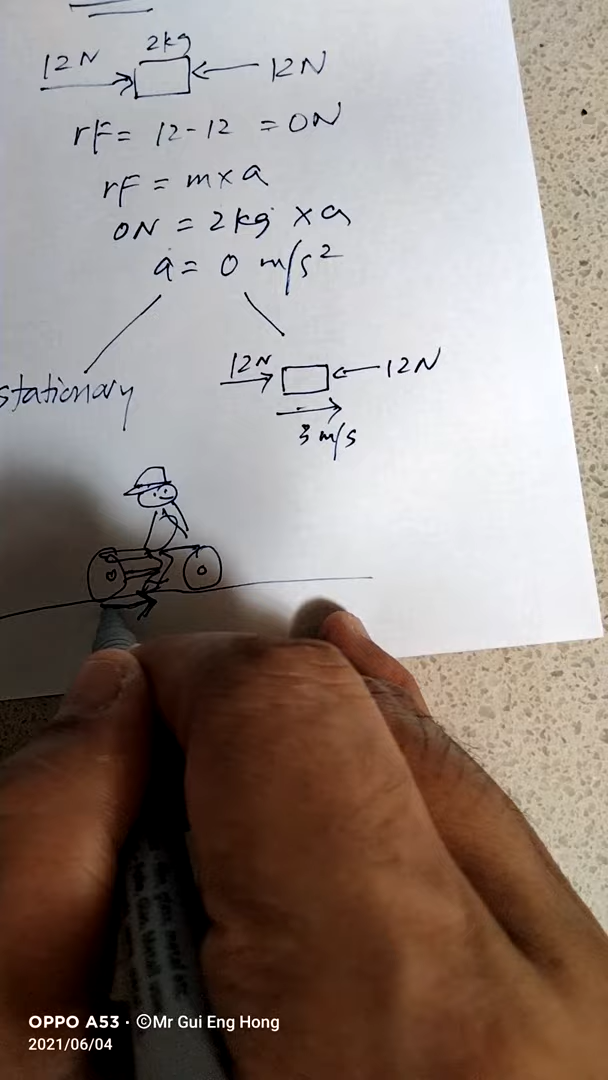 2kg
12N 12N
rF = 12-12 = 0N
rF = m x a
0N = 2kg x a
a = 0 m/s²
12N 12N
stationary
3 m/s
OPPO A53 · ©Mr Gui Eng Hong
2021/06/04